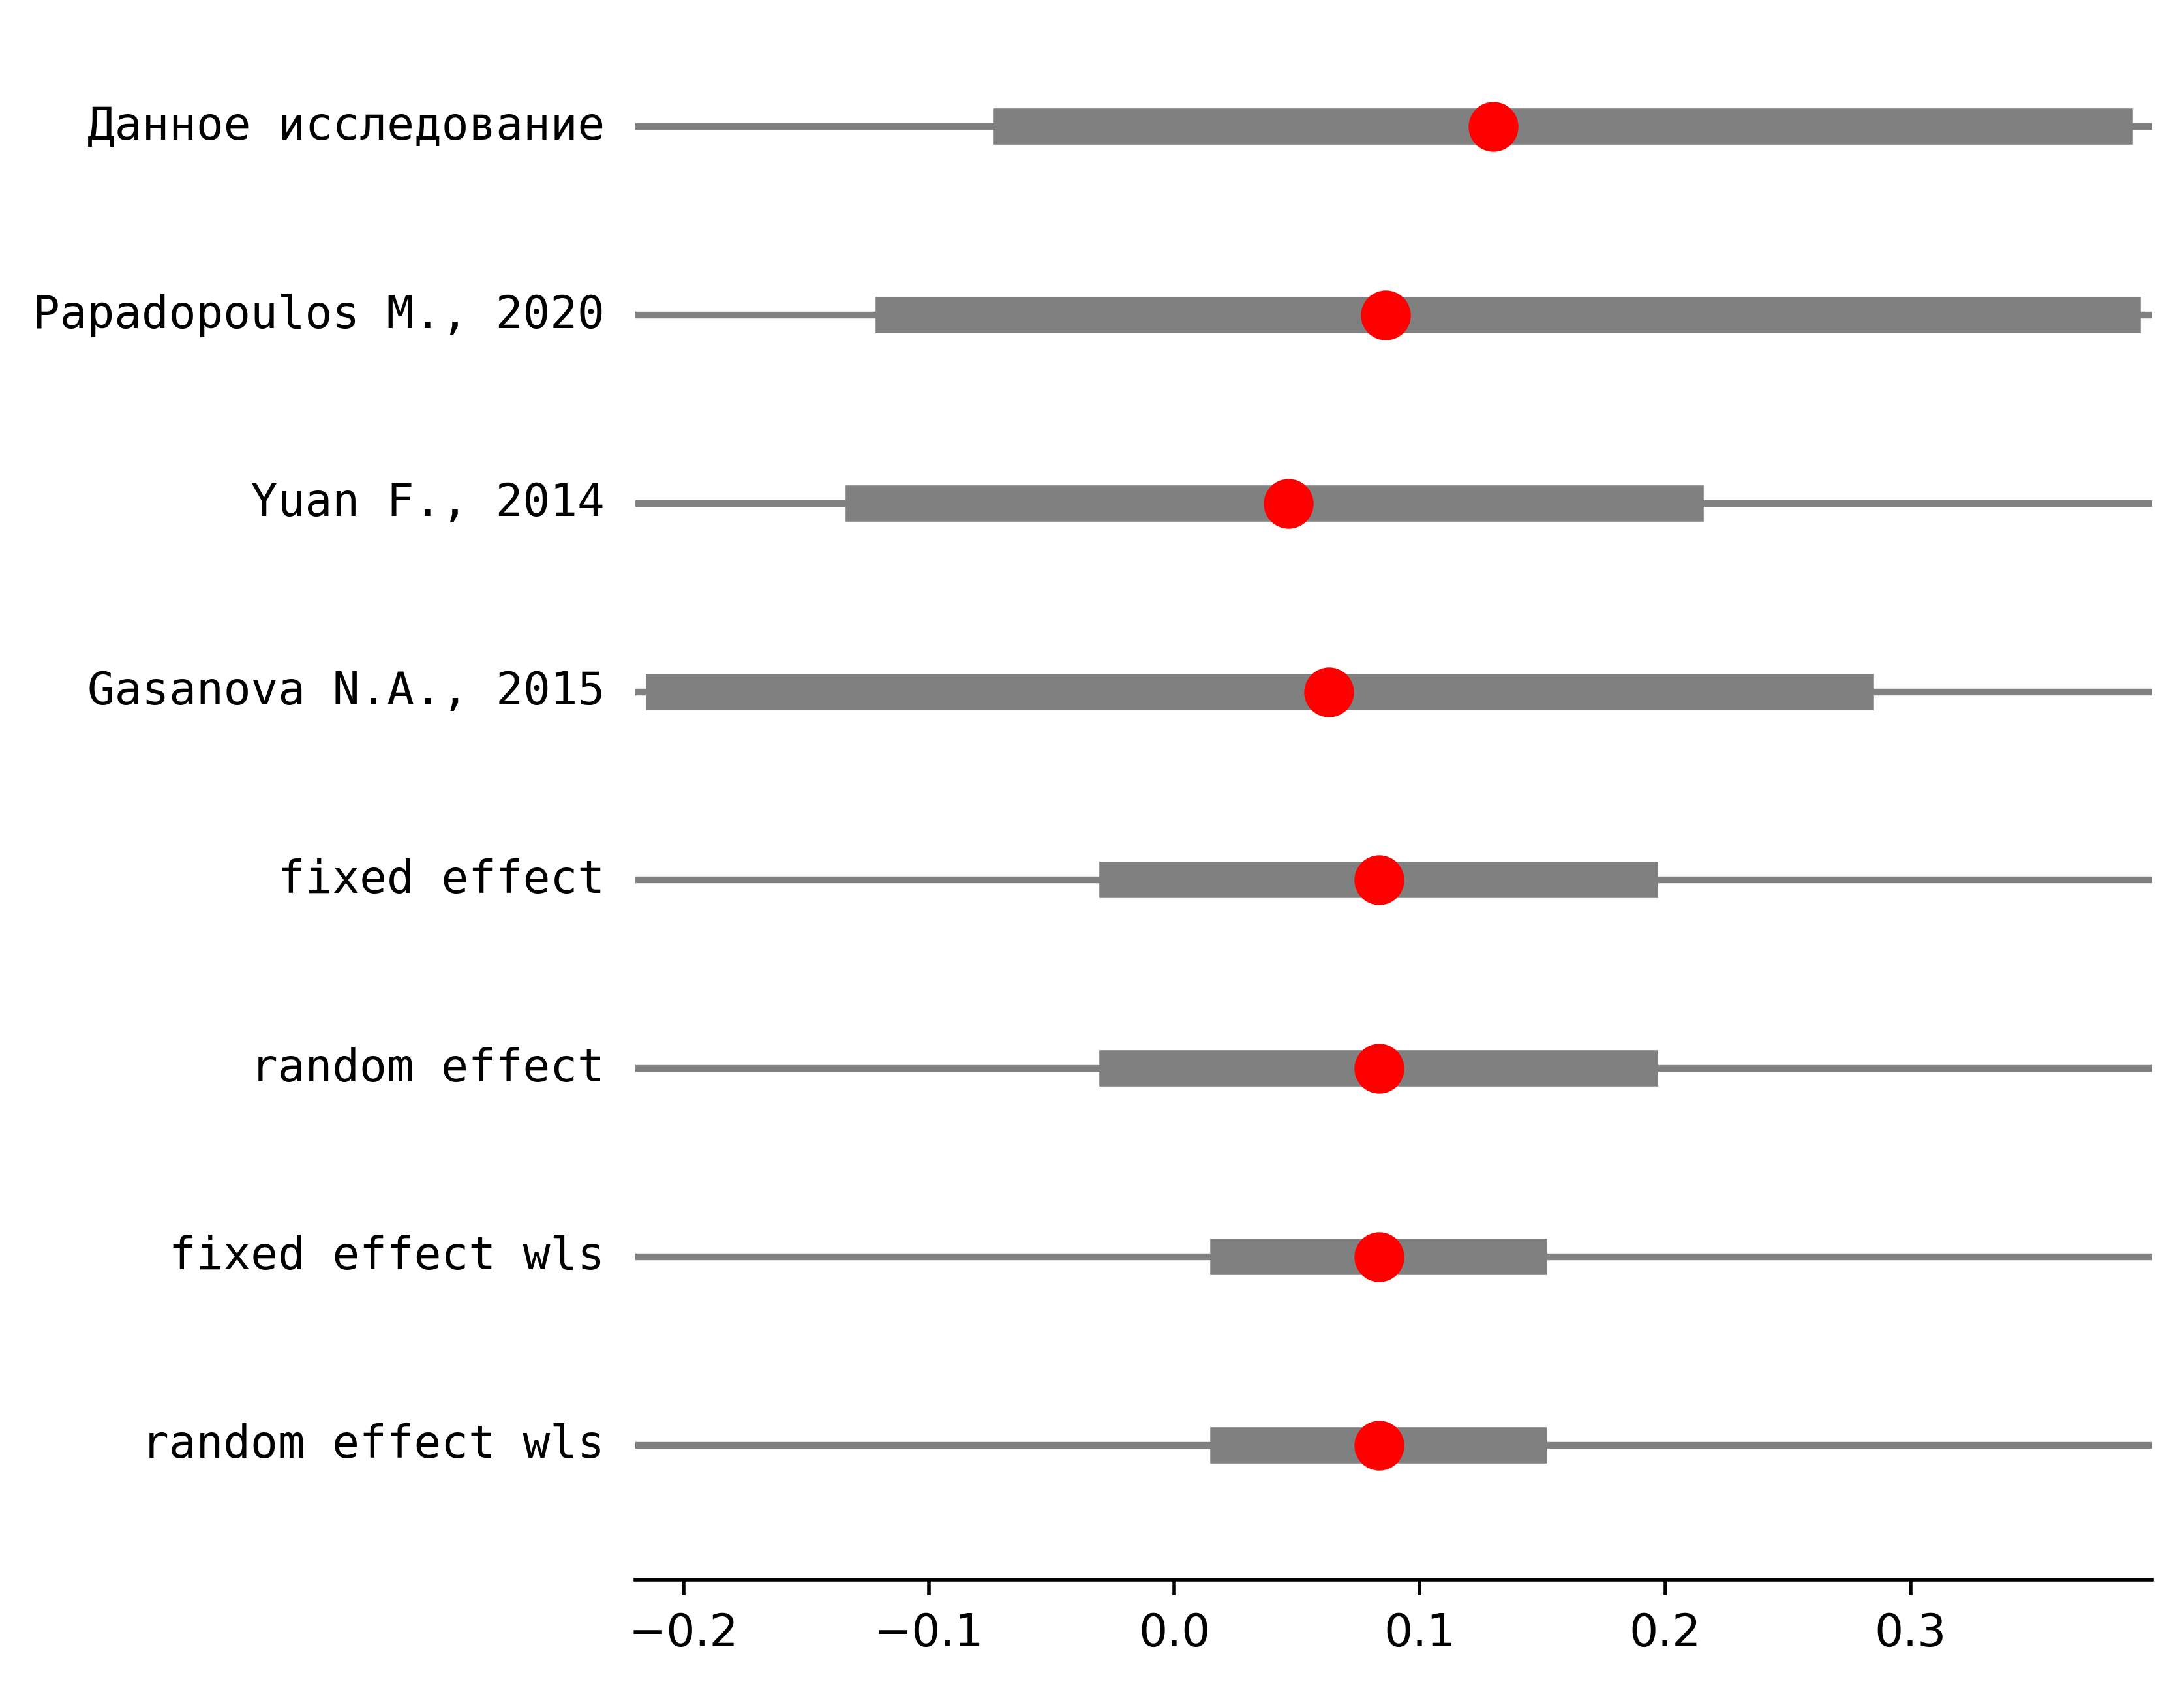 Данное исследование
Papadopoulos M., 2020
Yuan F., 2014
Gasanova N.A., 2015
fixed effect
random effect
fixed effect wls
random effect wls
−0.2 −0.1 0.0 0.1 0.2 0.3